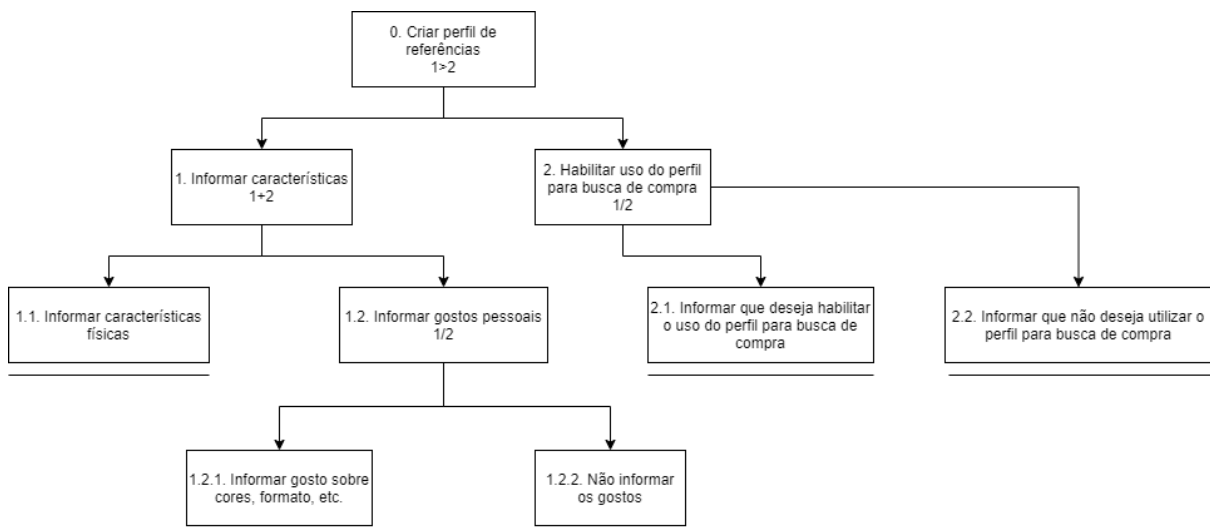 0. Criar perfil de
referências
1>2
1. Informar características
1+2
2. Habilitar uso do perfil
para busca de compra
1/2
1.1. Informar características
físicas
1.2. Informar gostos pessoais
1/2
2.1. Informar que deseja habilitar
o uso do perfil para busca de
compra
2.2. Informar que não deseja utilizar o
perfil para busca de compra
1.2.1. Informar gosto sobre
cores, formato, etc.
1.2.2. Não informar
os gostos